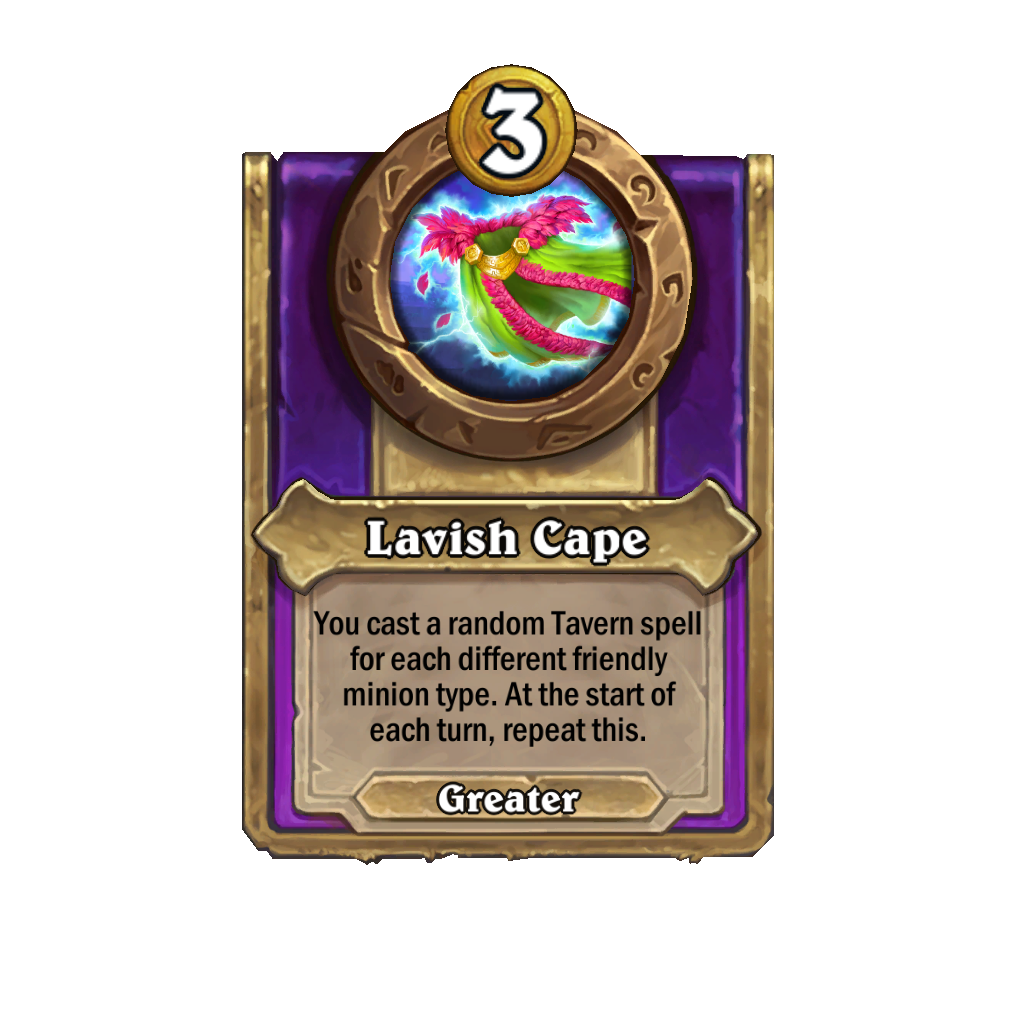 3
Lavish Cape
You cast a random Tavern spell
for each different friendly
minion type. At the start of
each turn, repeat this.
Greater